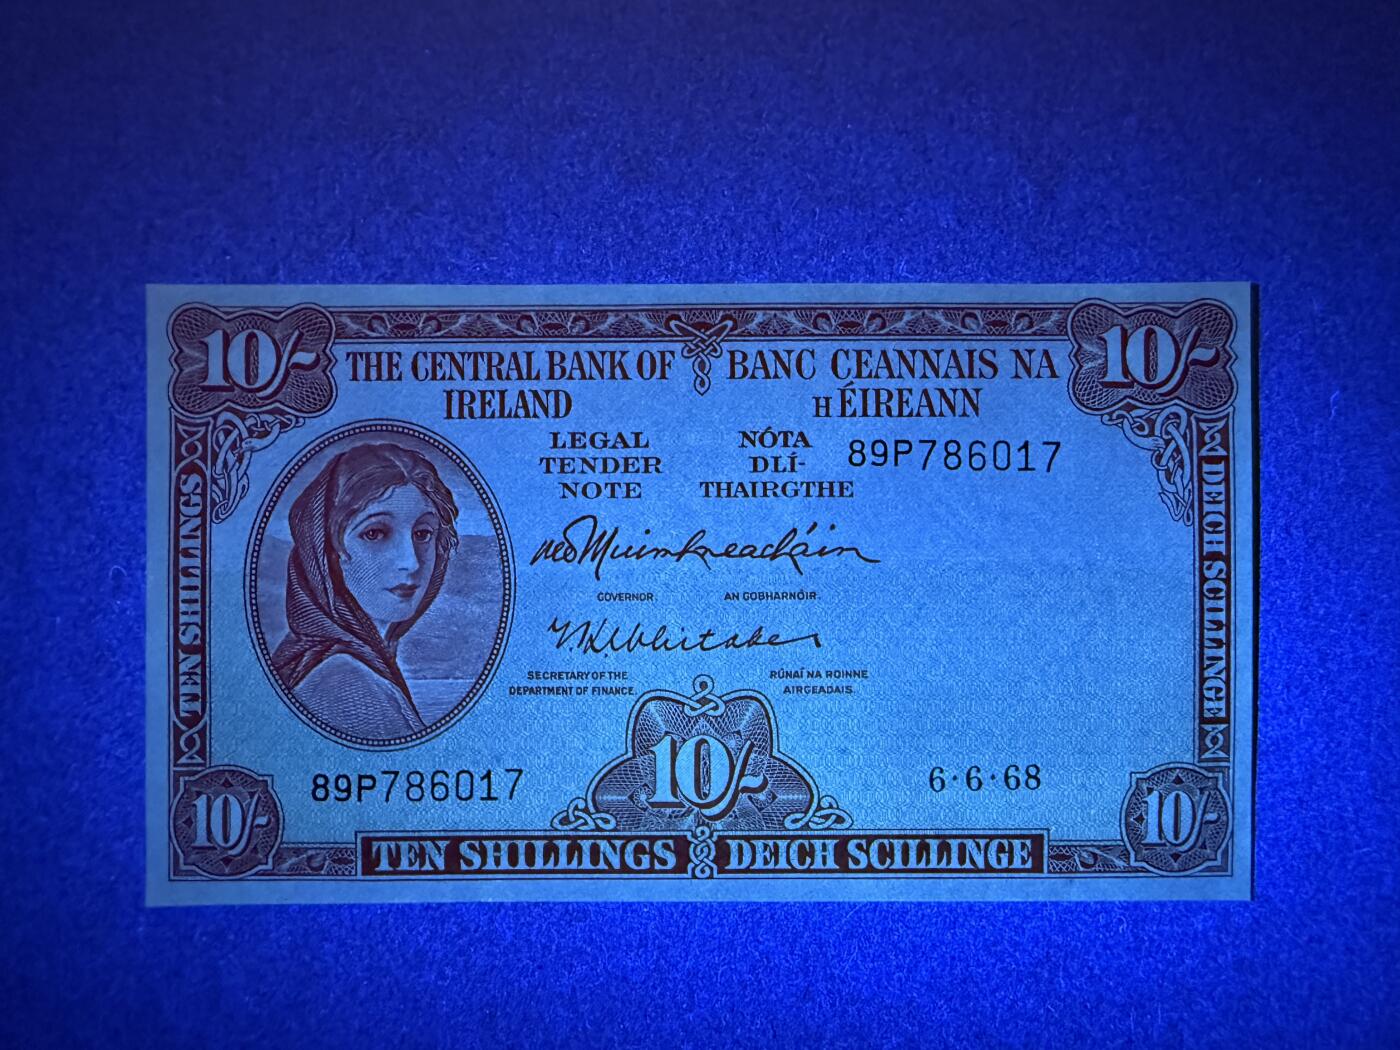 10/-
10/-
THE CENTRAL BANK OF
IRELAND
BANC CEANNAIS NA
H ÉIREANN
LEGAL
TENDER
NOTE
NÓTA
DLÍ-
THAIRGTHE
89P786017
TEN SHILLINGS
DEICH SCILLINGE
GOVERNOR.
AN GOBHARNÓIR.
T.K. Whitaker
SECRETARY OF THE
DEPARTMENT OF FINANCE.
RÚNAÍ NA ROINNE
AIRGEADAIS.
89P786017
10/-
6·6·68
10/-
10/-
TEN SHILLINGS
DEICH SCILLINGE